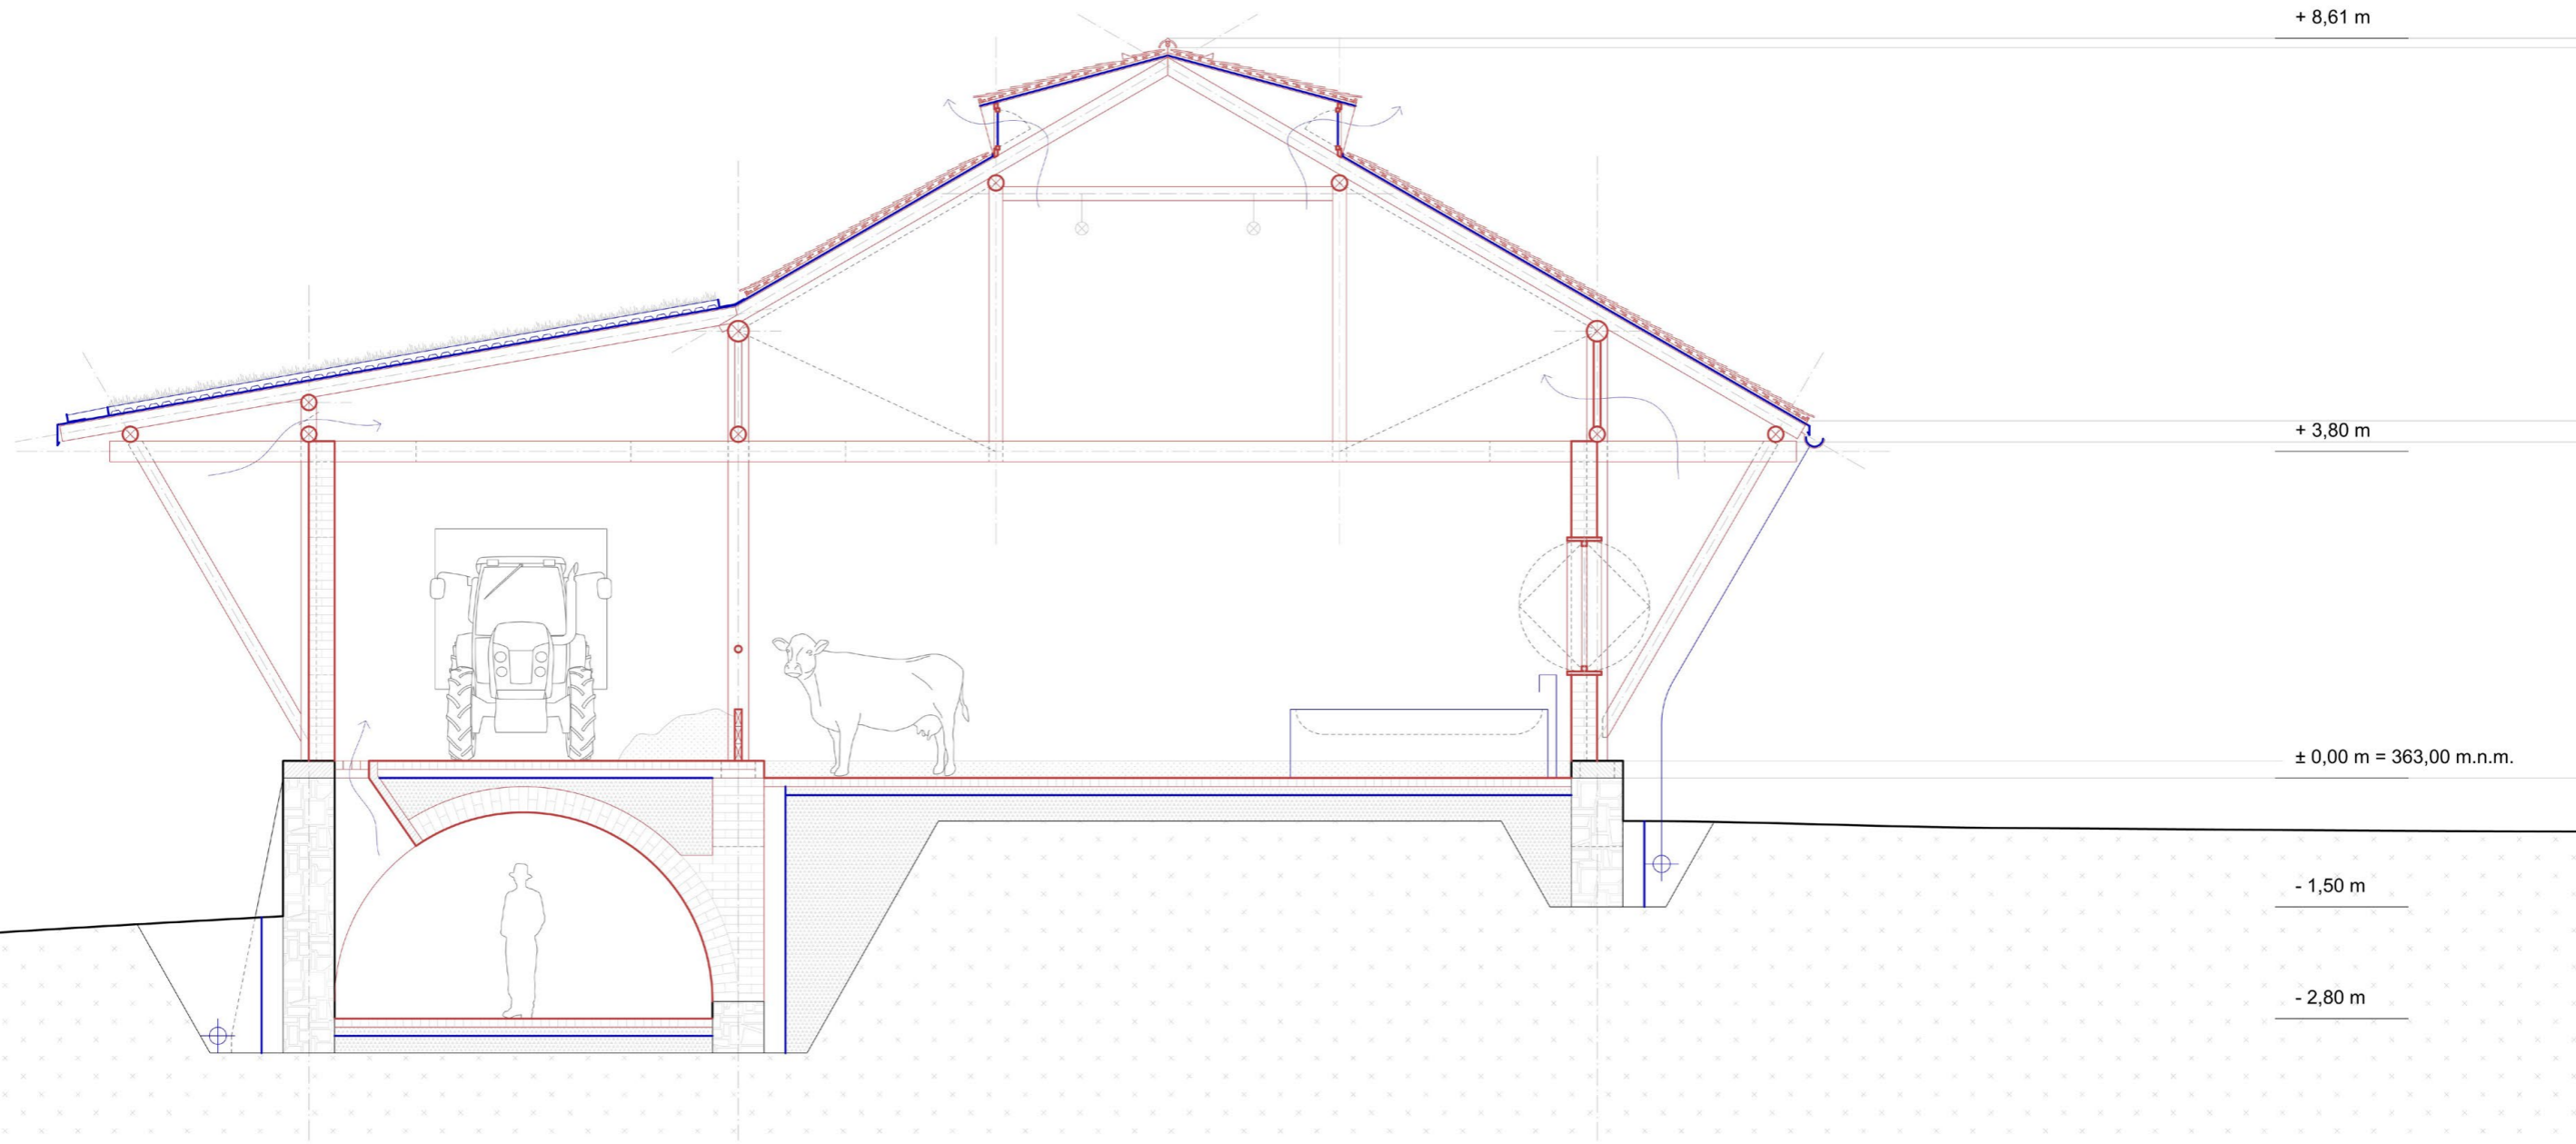 + 8,61 m
+ 3,80 m
± 0,00 m = 363,00 m.n.m.
- 1,50 m
- 2,80 m